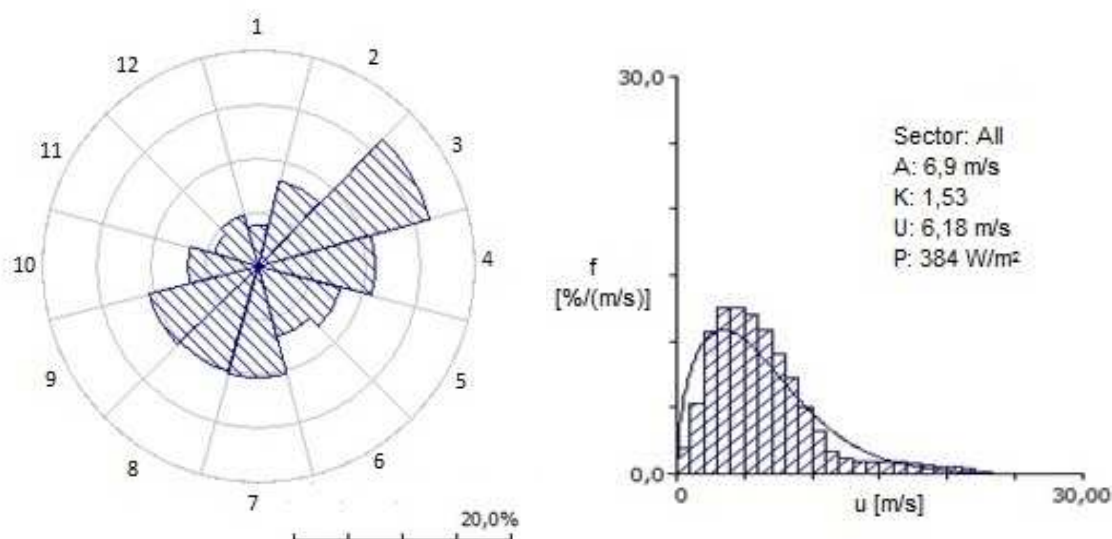 1
2
3
4
5
6
7
8
9
10
11
12
20,0%
30,0
Sector: All
A: 6,9 m/s
K: 1,53
U: 6,18 m/s
P: 384 W/m²
f
[%/(m/s)]
0,0
0
30,00
u [m/s]